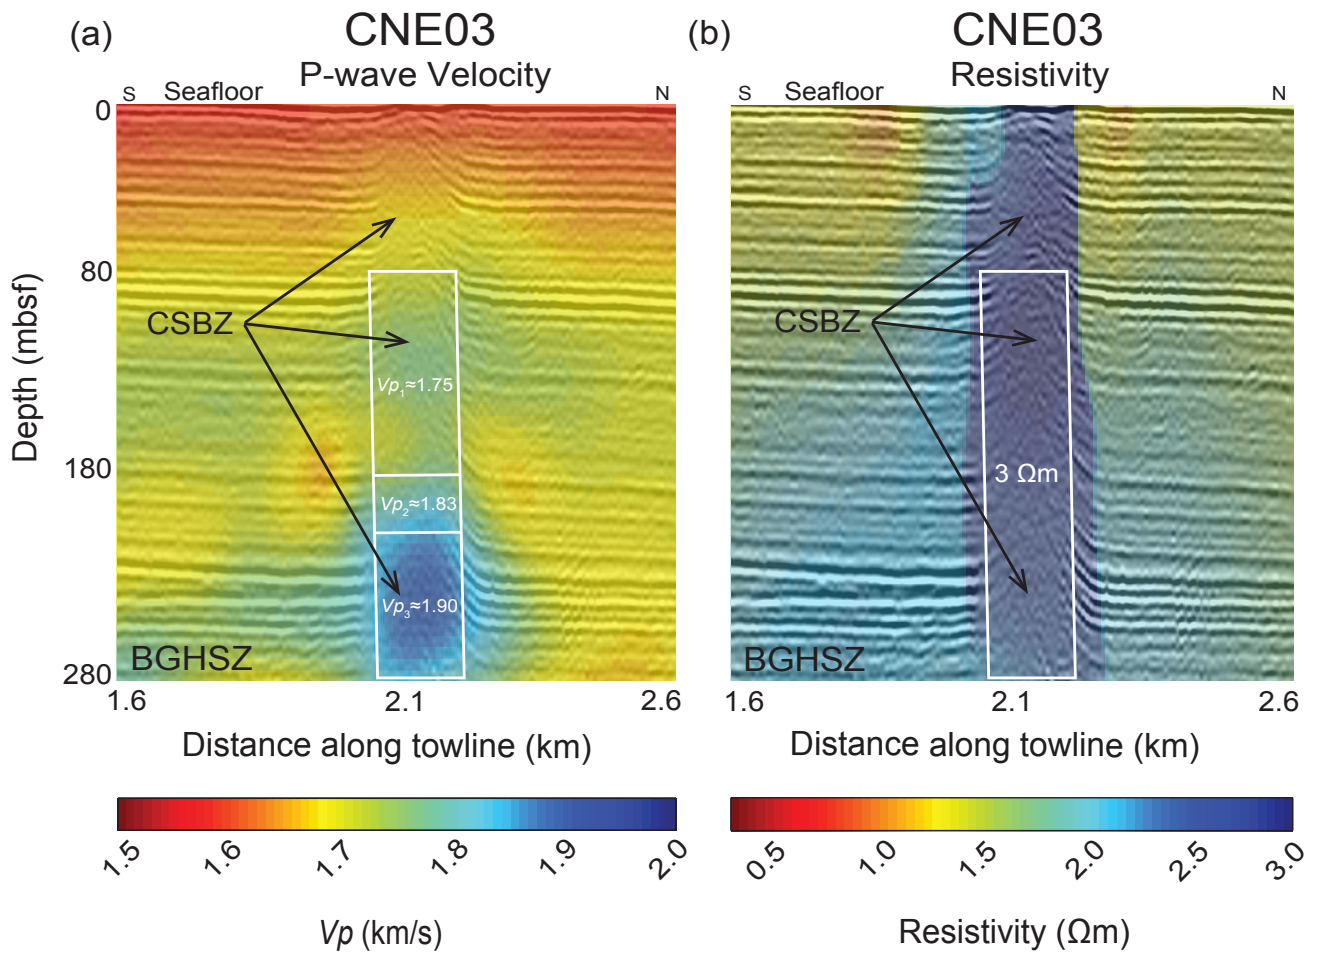 (a)
CNE03
P-wave Velocity
S Seafloor N
0
80
180
280
Depth (mbsf)
CSBZ
Vp₁≈1.75
Vp₂≈1.83
Vp₃≈1.90
BGHSZ
1.6 2.1 2.6
Distance along towline (km)
1.5 1.6 1.7 1.8 1.9 2.0
Vp (km/s)
(b)
CNE03
Resistivity
S Seafloor N
CSBZ
3 Ωm
BGHSZ
1.6 2.1 2.6
Distance along towline (km)
0.5 1.0 1.5 2.0 2.5 3.0
Resistivity (Ωm)